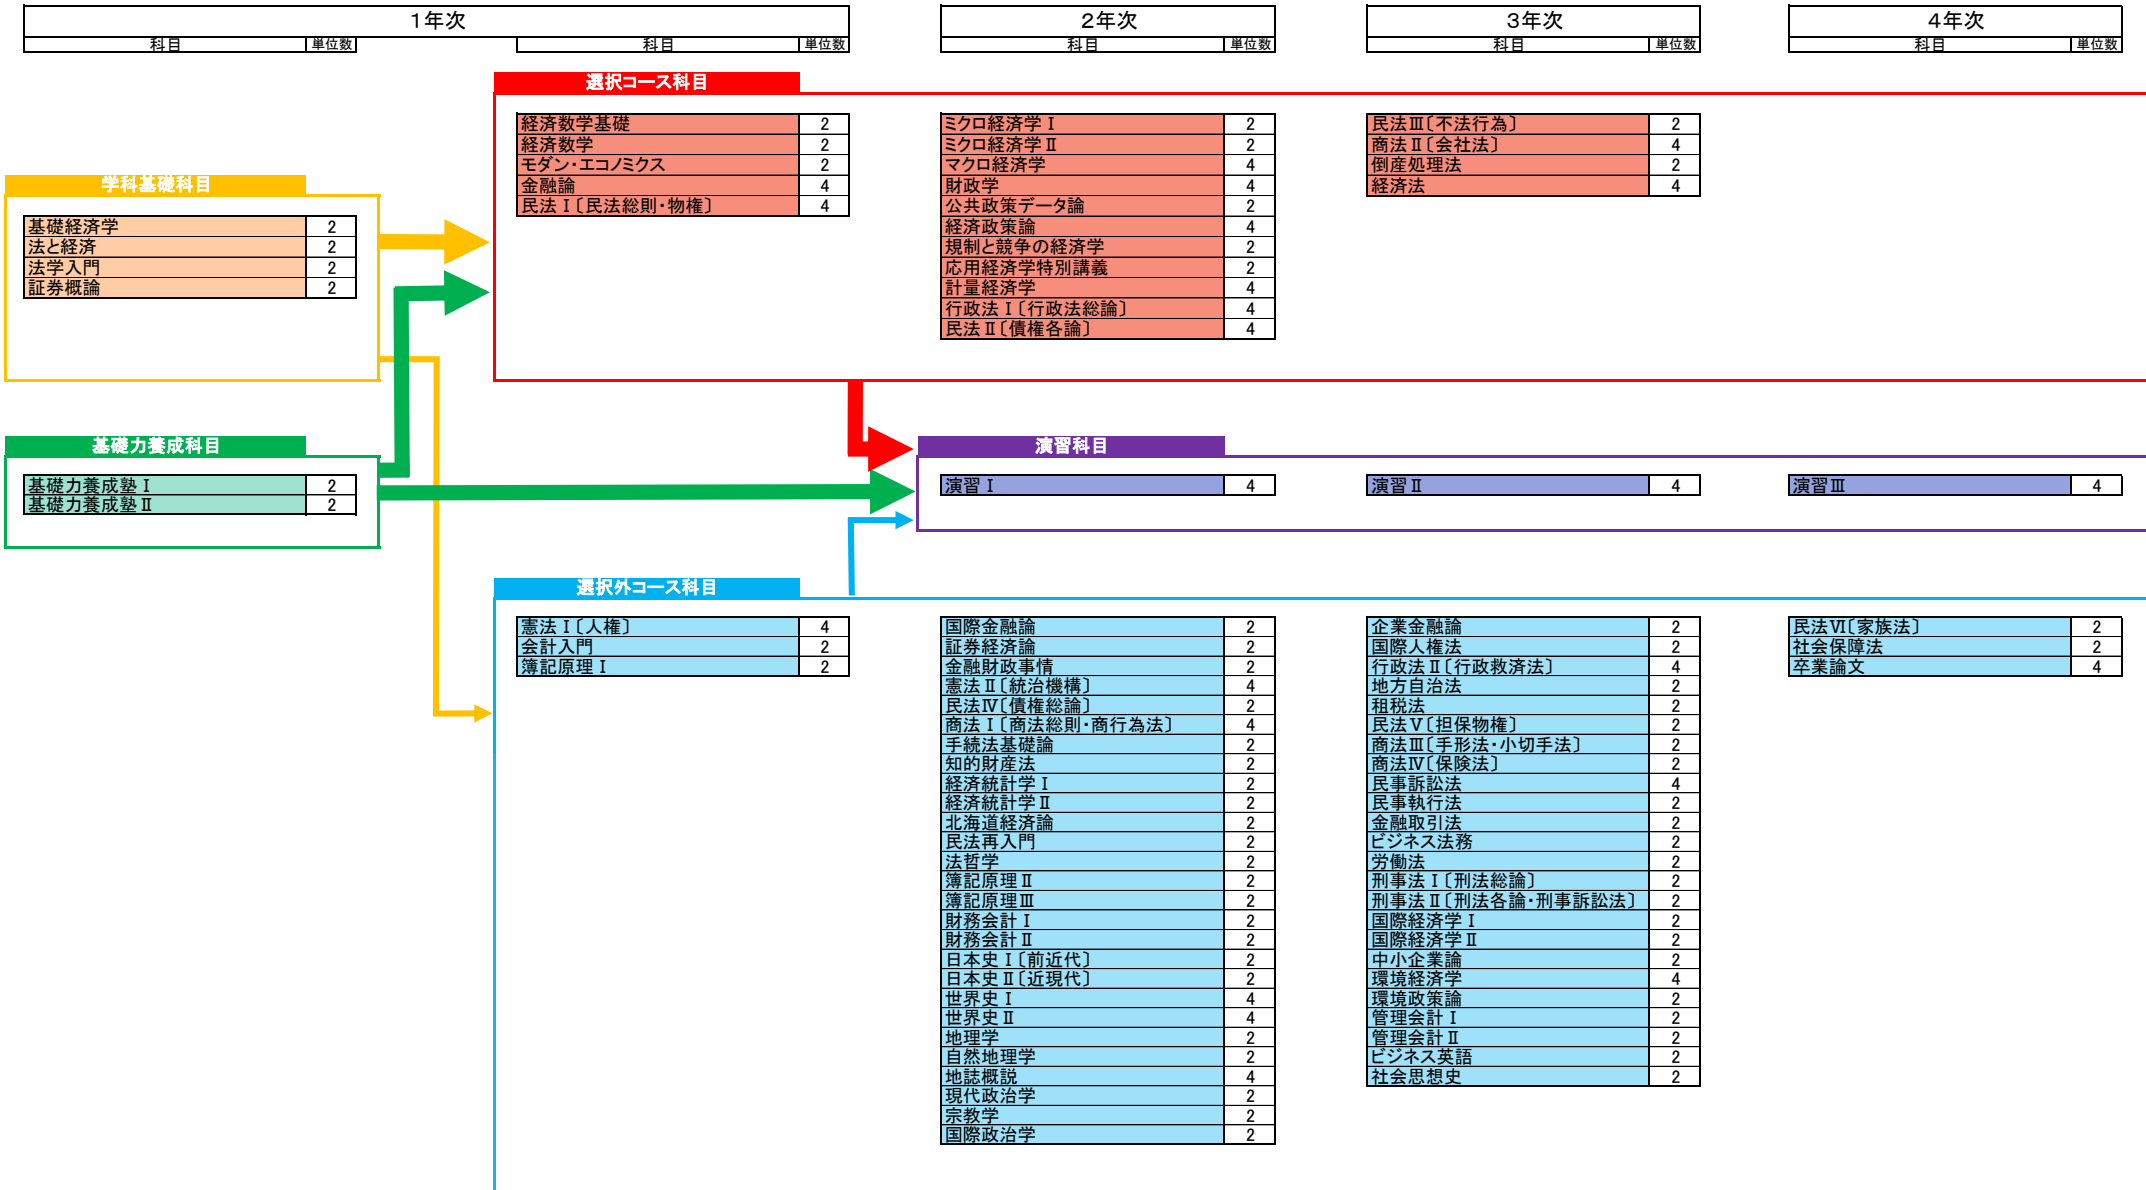 1年次
2年次
3年次
4年次
科目 単位数 科目 単位数 科目 単位数 科目 単位数 科目 単位数
選択コース科目
経済数学基礎 2
経済数学 2
モダン・エコノミクス 2
金融論 4
民法Ⅰ〔民法総則・物権〕 4
ミクロ経済学Ⅰ 2
ミクロ経済学Ⅱ 2
マクロ経済学 4
財政学 4
公共政策データ論 2
経済政策論 4
規制と競争の経済学 2
応用経済学特別講義 2
計量経済学 4
行政法Ⅰ〔行政法総論〕 4
民法Ⅱ〔債権各論〕 4
民法Ⅲ〔不法行為〕 2
商法Ⅱ〔会社法〕 4
倒産処理法 2
経済法 4
学科基礎科目
基礎経済学 2
法と経済 2
法学入門 2
証券概論 2
基礎力養成科目
基礎力養成塾Ⅰ 2
基礎力養成塾Ⅱ 2
演習科目
演習Ⅰ 4
演習Ⅱ 4
演習Ⅲ 4
選択外コース科目
憲法Ⅰ〔人権〕 4
会計入門 2
簿記原理Ⅰ 2
国際金融論 2
証券経済論 2
金融財政事情 2
憲法Ⅱ〔統治機構〕 4
民法Ⅳ〔債権総論〕 2
商法Ⅰ〔商法総則・商行為法〕 4
手続法基礎論 2
知的財産法 2
経済統計学Ⅰ 2
経済統計学Ⅱ 2
北海道経済論 2
民法再入門 2
法哲学 2
簿記原理Ⅱ 2
簿記原理Ⅲ 2
財務会計Ⅰ 2
財務会計Ⅱ 2
日本史Ⅰ〔前近代〕 2
日本史Ⅱ〔近現代〕 2
世界史Ⅰ 4
世界史Ⅱ 4
地理学 2
自然地理学 2
地誌概説 4
現代政治学 2
宗教学 2
国際政治学 2
企業金融論 2
国際人権法 2
行政法Ⅱ〔行政救済法〕 4
地方自治法 2
租税法 2
民法Ⅴ〔担保物権〕 2
商法Ⅲ〔手形法・小切手法〕 2
商法Ⅳ〔保険法〕 2
民事訴訟法 4
民事執行法 2
金融取引法 2
ビジネス法務 2
労働法 2
刑事法Ⅰ〔刑法総論〕 2
刑事法Ⅱ〔刑法各論・刑事訴訟法〕 2
国際経済学Ⅰ 2
国際経済学Ⅱ 2
中小企業論 2
環境経済学 4
環境政策論 2
管理会計Ⅰ 2
管理会計Ⅱ 2
ビジネス英語 2
社会思想史 2
民法Ⅵ〔家族法〕 2
社会保障法 2
卒業論文 4